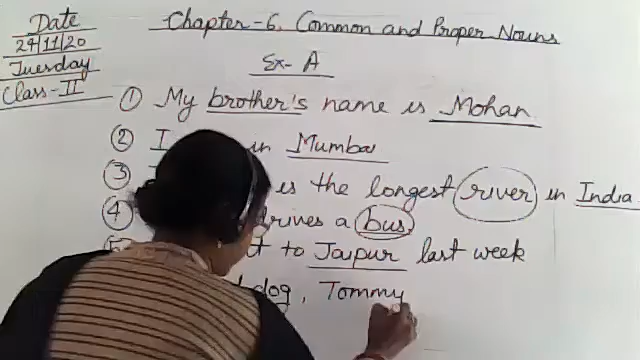 Date
24/11/20
Tuesday
Class-II
Chapter-6. Common and Proper Nouns
Ex- A
① My brother's name is Mohan
② I in Mumbai
③ is the longest river in India
④ drives a bus.
to Jaipur last week
dog, Tommy